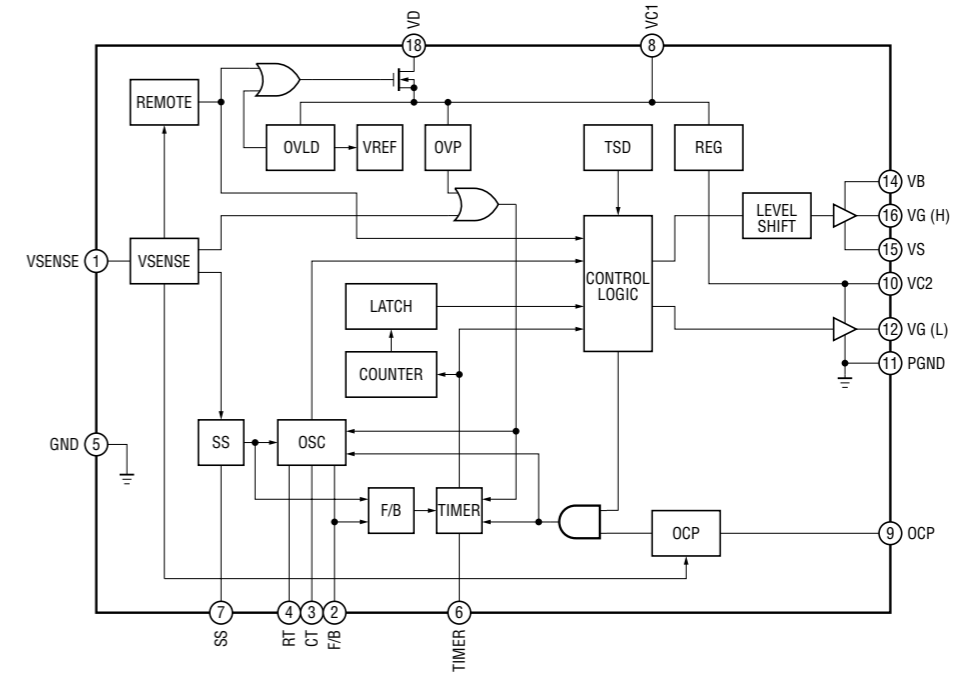 VD
18
VC1
8
REMOTE
OVLD
VREF
OVP
TSD
REG
14 VB
LEVEL
SHIFT
16 VG (H)
15 VS
VSENSE 1
VSENSE
CONTROL
LOGIC
10 VC2
LATCH
12 VG (L)
COUNTER
11 PGND
GND 5
SS
OSC
F/B
TIMER
OCP
9 OCP
7
4
3
2
6
SS
RT
CT
F/B
TIMER